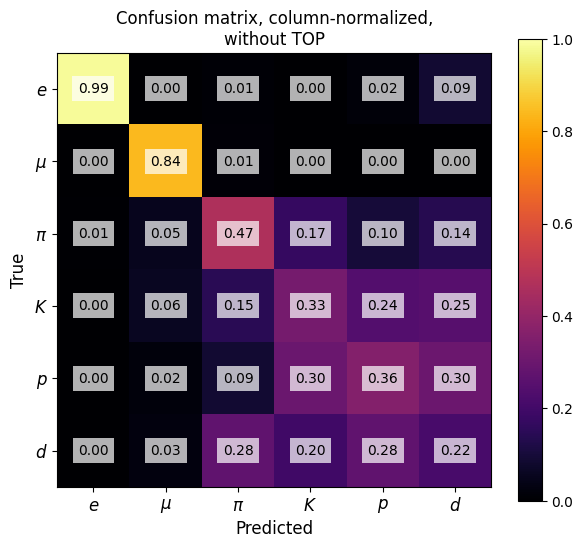 Confusion matrix, column-normalized,
without TOP
True
e 0.99 0.00 0.01 0.00 0.02 0.09
μ 0.00 0.84 0.01 0.00 0.00 0.00
π 0.01 0.05 0.47 0.17 0.10 0.14
K 0.00 0.06 0.15 0.33 0.24 0.25
p 0.00 0.02 0.09 0.30 0.36 0.30
d 0.00 0.03 0.28 0.20 0.28 0.22
e μ π K p d
Predicted
1.0
0.8
0.6
0.4
0.2
0.0